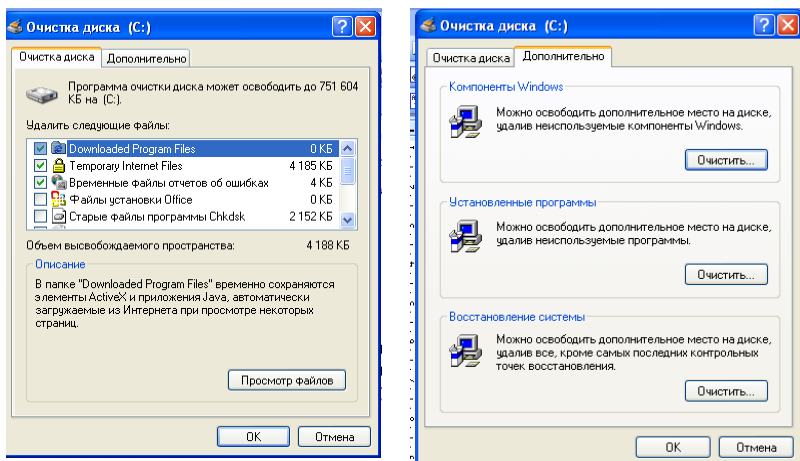 Очистка диска (C:)
Очистка диска Дополнительно
Программа очистки диска может освободить до 751 604
КБ на (C:).
Удалить следующие файлы:
Downloaded Program Files 0 КБ
Temporary Internet Files 4 185 КБ
Временные файлы отчетов об ошибках 4 КБ
Файлы установки Office 0 КБ
Старые файлы программы Chkdsk 2 152 КБ
Объем высвобождаемого пространства: 4 188 КБ
Описание
В папке "Downloaded Program Files" временно сохраняются
элементы ActiveX и приложения Java, автоматически
загружаемые из Интернета при просмотре некоторых
страниц.
Просмотр файлов
OK Отмена
Очистка диска (C:)
Очистка диска Дополнительно
Компоненты Windows
Можно освободить дополнительное место на диске,
удалив неиспользуемые компоненты Windows.
Очистить...
Установленные программы
Можно освободить дополнительное место на диске,
удалив неиспользуемые программы.
Очистить...
Восстановление системы
Можно освободить дополнительное место на диске,
удалив все, кроме самых последних контрольных
точек восстановления.
Очистить...
OK Отмена